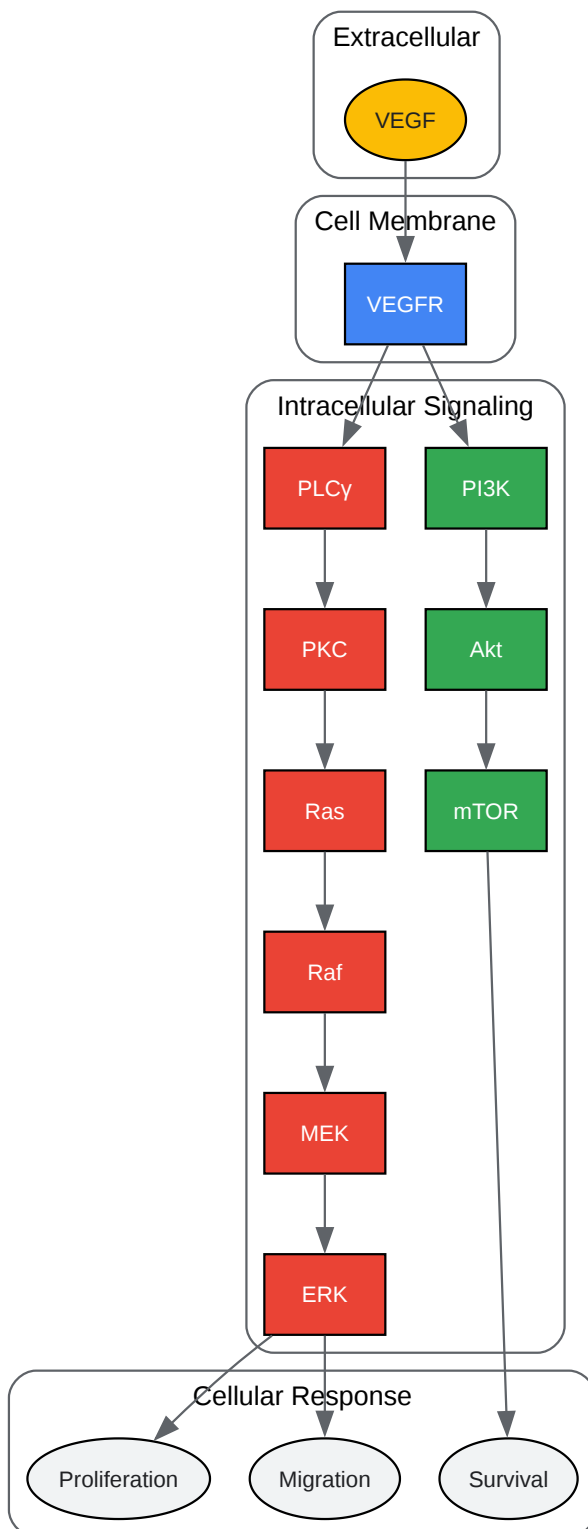 Extracellular
VEGF
Cell Membrane
VEGFR
Intracellular Signaling
PLCγ
PI3K
PKC
Akt
Ras
mTOR
Raf
MEK
ERK
Cellular Response
Proliferation
Migration
Survival